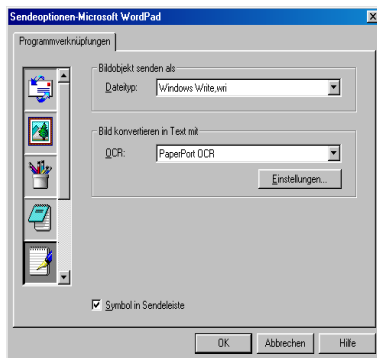 Sendeoptionen-Microsoft WordPad
Programmverknüpfungen
Bildobjekt senden als
Dateityp: Windows Write,wri
Bild konvertieren in Text mit
OCR: PaperPort OCR
Einstellungen...
Symbol in Sendeleiste
OK Abbrechen Hilfe